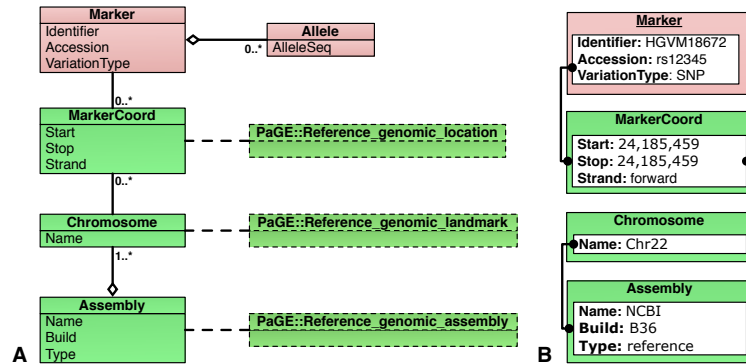 Marker
Identifier
Accession
VariationType
Allele
AlleleSeq
0..*
0..*
MarkerCoord
Start
Stop
Strand
PaGE::Reference_genomic_location
0..*
Chromosome
Name
PaGE::Reference_genomic_landmark
1..*
Assembly
Name
Build
Type
PaGE::Reference_genomic_assembly
A
Marker
Identifier: HGVM18672
Accession: rs12345
VariationType: SNP
MarkerCoord
Start: 24,185,459
Stop: 24,185,459
Strand: forward
Chromosome
Name: Chr22
Assembly
Name: NCBI
Build: B36
Type: reference
B